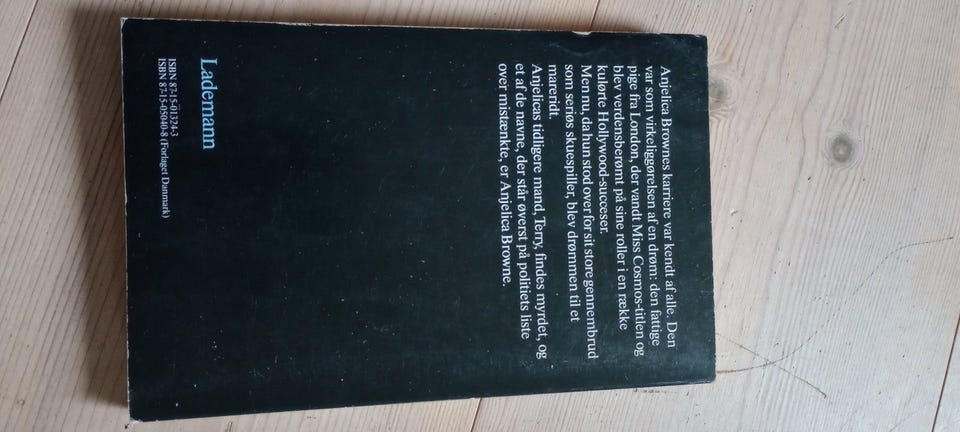 Anjelica Brownes karriere var kendt af alle. Den
var som virkeliggørelsen af en drøm: den fattige
pige fra London, der vandt Miss Cosmos-titlen og
blev verdensberømt på sine roller i en række
kulørte Hollywood-succeser.
Men nu, da hun stod over for sit store gennembrud
som seriøs skuespiller, blev drømmen til et
mareridt.
Anjelicas tidligere mand, Terry, findes myrdet, og
et af de navne, der står øverst på politiets liste
over mistænkte, er Anjelica Browne.
Lademann
ISBN 87-15-01324-3
ISBN 87-15-05040-8 (Forlaget Danmark)